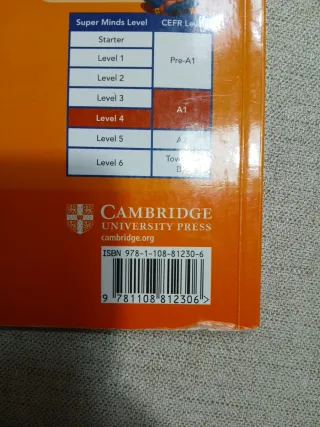 Super Minds Level CEFR
Starter
Level 1 Pre-A1
Level 2
Level 3
Level 4 A1
Level 5
Level 6
CAMBRIDGE
UNIVERSITY PRESS
cambridge.org
ISBN 978-1-108-81230-6
9 781108 812306 >